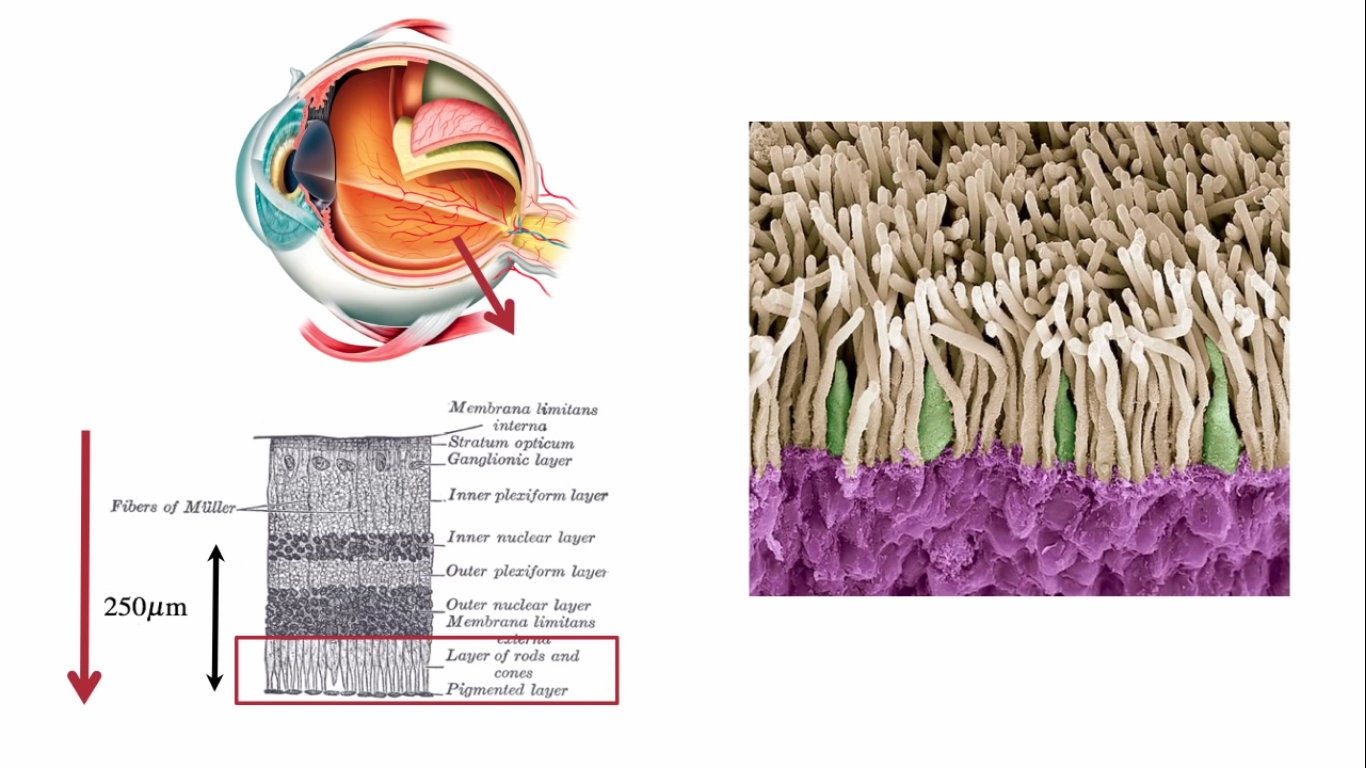 Membrana limitans
interna
Stratum opticum
Ganglionic layer
Inner plexiform layer
Fibers of Müller
Inner nuclear layer
Outer plexiform layer
250μm
Outer nuclear layer
Membrana limitans
externa
Layer of rods and
cones
Pigmented layer